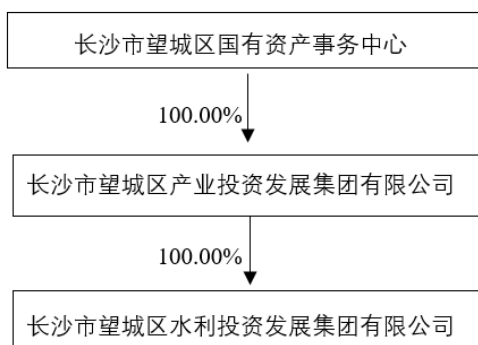 长沙市望城区国有资产事务中心
100.00%
长沙市望城区产业投资发展集团有限公司
100.00%
长沙市望城区水利投资发展集团有限公司